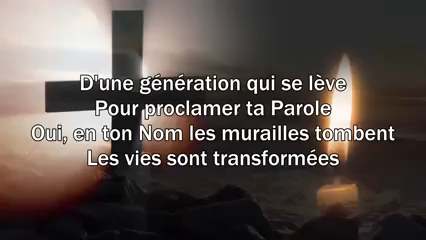 D'une génération qui se lève
Pour proclamer ta Parole
Oui, en ton Nom les murailles tombent
Les vies sont transformées